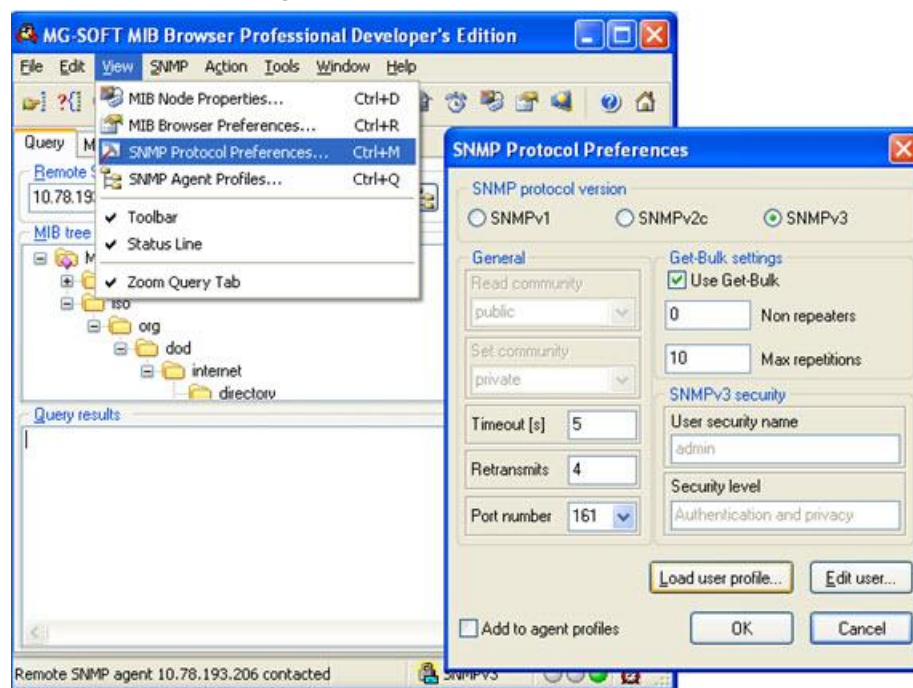 MG-SOFT MIB Browser Professional Developer's Edition
File Edit View SNMP Action Tools Window Help
MIB Node Properties... Ctrl+D
MIB Browser Preferences... Ctrl+R
SNMP Protocol Preferences... Ctrl+M
SNMP Agent Profiles... Ctrl+Q
Toolbar
Status Line
Zoom Query Tab
Query
Remote
10.78.193
MIB tree
iso
org
dod
internet
directory
Query results
Remote SNMP agent 10.78.193.206 contacted
SNMPv3
SNMP Protocol Preferences
SNMP protocol version
SNMPv1 SNMPv2c SNMPv3
General
Read community
public
Set community
private
Timeout [s] 5
Retransmits 4
Port number 161
Get-Bulk settings
Use Get-Bulk
0 Non repeaters
10 Max repetitions
SNMPv3 security
User security name
admin
Security level
Authentication and privacy
Load user profile... Edit user...
Add to agent profiles OK Cancel